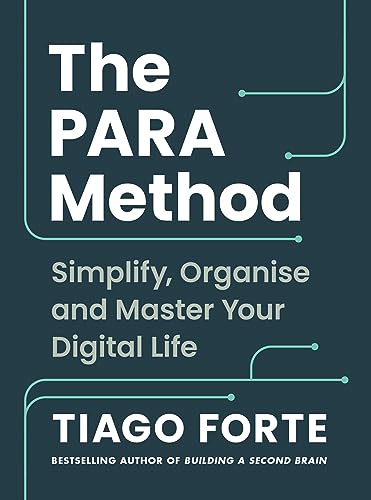 The
PARA
Method
Simplify, Organise
and Master Your
Digital Life
TIAGO FORTE
BESTSELLING AUTHOR OF BUILDING A SECOND BRAIN